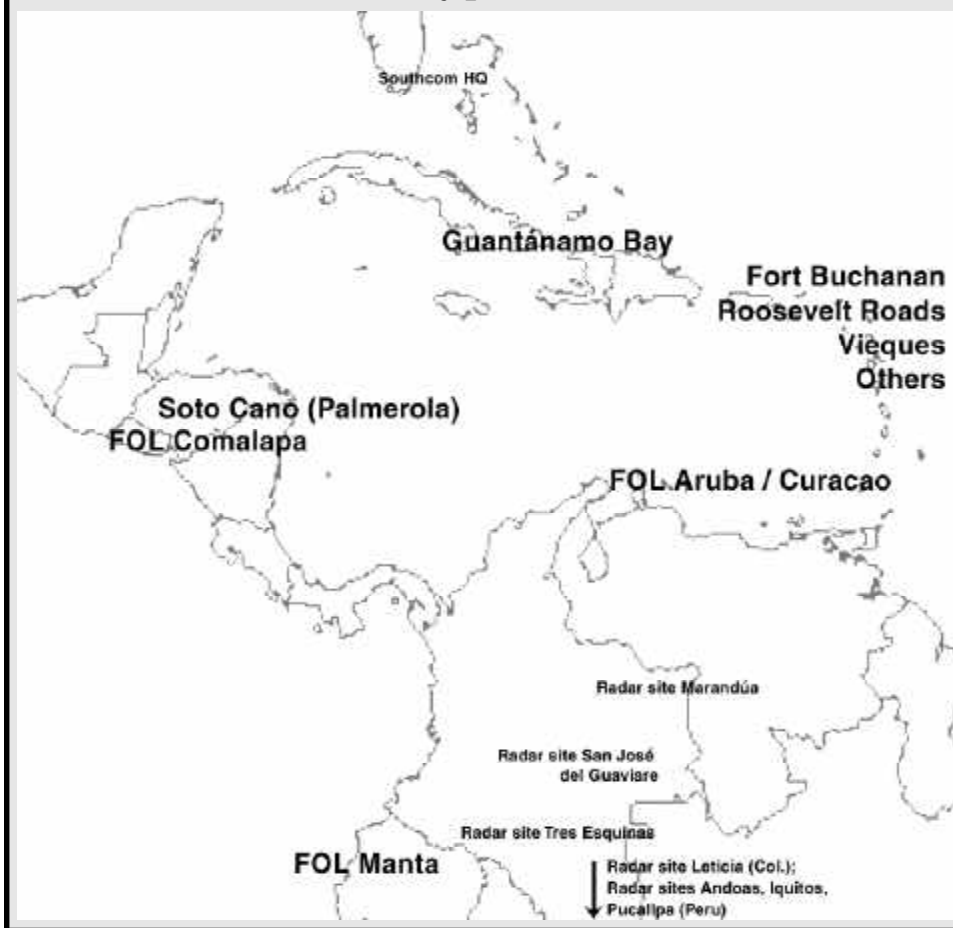 Southcom HQ
Guantánamo Bay
Fort Buchanan
Roosevelt Roads
Vieques
Others
Soto Cano (Palmerola)
FOL Comalapa
FOL Aruba / Curacao
Radar site Marandúa
Radar site San José
del Guaviare
Radar site Tres Esquinas
FOL Manta
Radar site Leticia (Col.);
Radar sites Andoas, Iquitos,
Pucallpa (Peru)